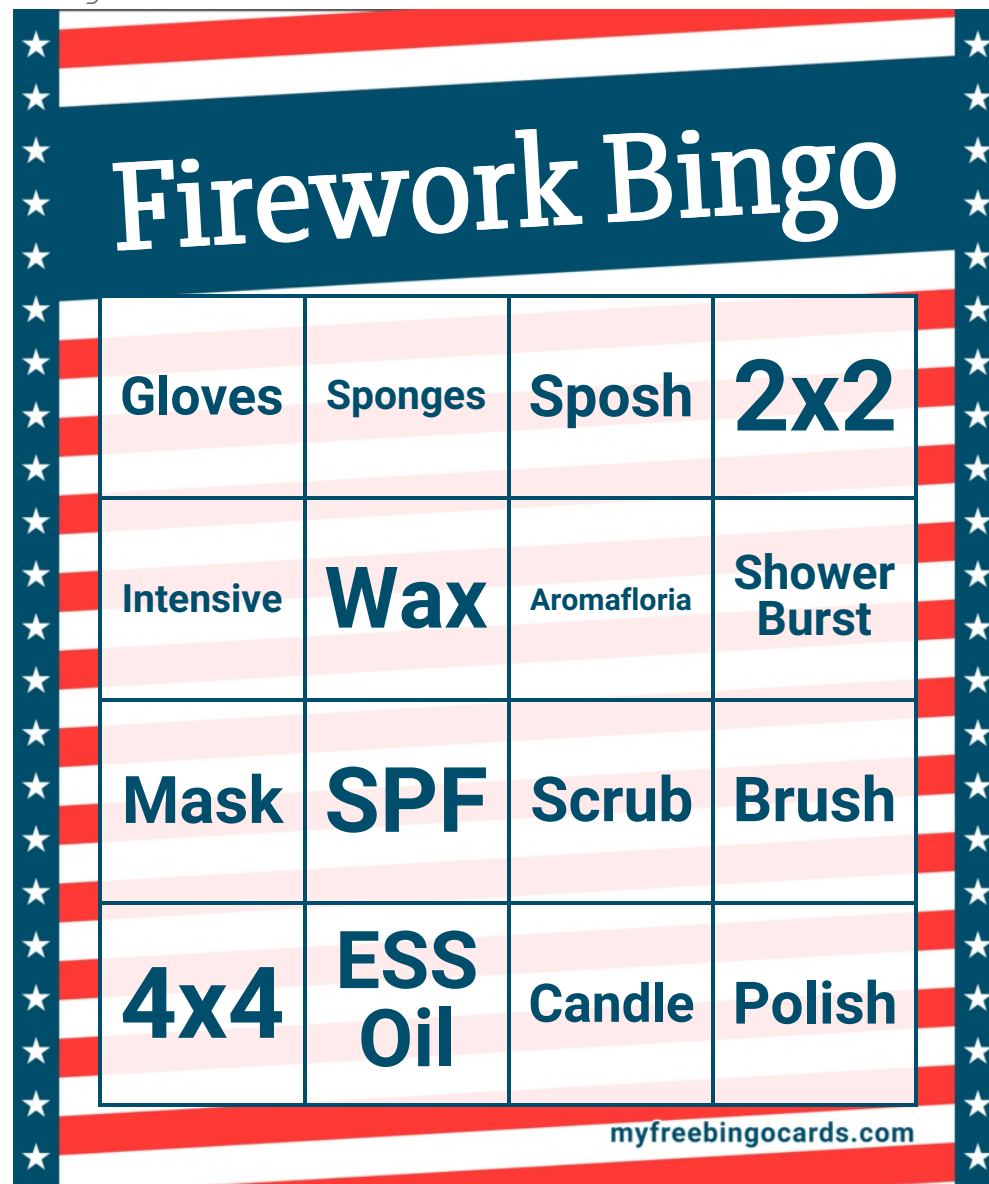 Firework Bingo
Gloves
Sponges
Sposh
2x2
Intensive
Wax
Aromafloria
Shower
Burst
Mask
SPF
Scrub
Brush
4x4
ESS
Oil
Candle
Polish
myfreebingocards.com